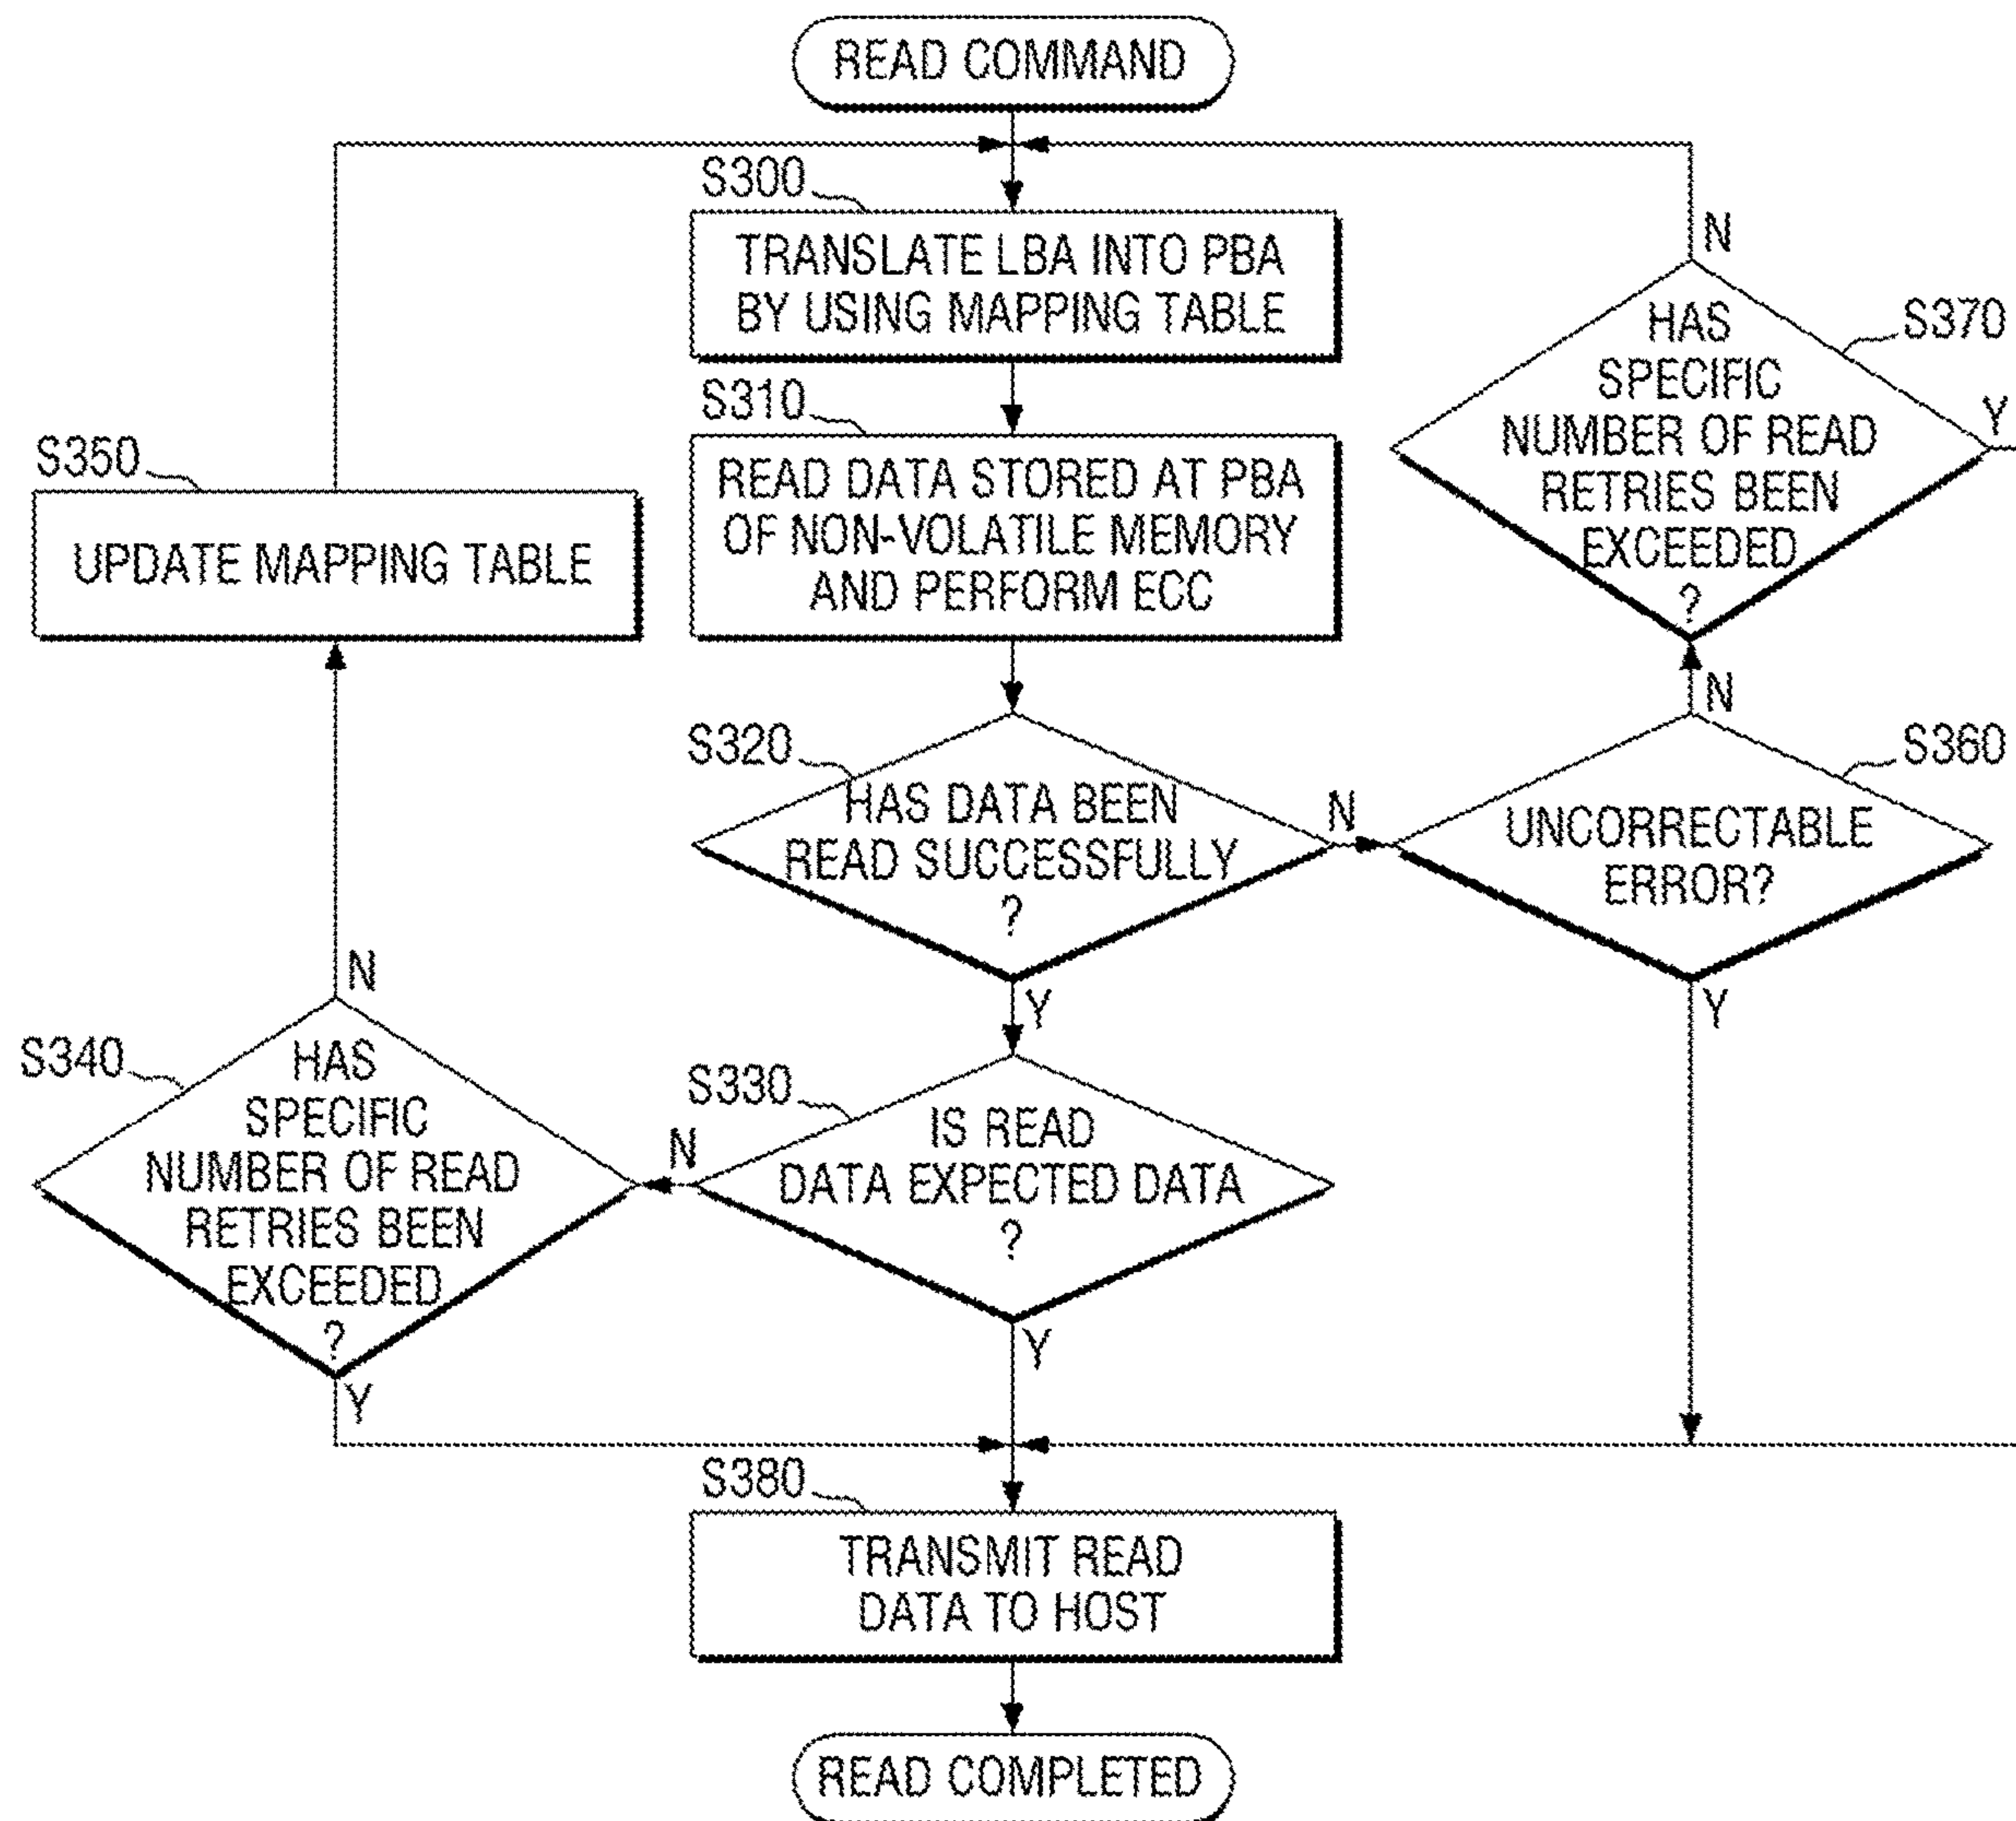 READ COMMAND
S300
TRANSLATE LBA INTO PBA
BY USING MAPPING TABLE
N
HAS
SPECIFIC
NUMBER OF READ
RETRIES BEEN
EXCEEDED
?
S370
Y
S310
READ DATA STORED AT PBA
OF NON-VOLATILE MEMORY
AND PERFORM ECC
S350
UPDATE MAPPING TABLE
S320
HAS DATA BEEN
READ SUCCESSFULLY
?
N
Y
N
S360
UNCORRECTABLE
ERROR?
Y
N
S340
HAS
SPECIFIC
NUMBER OF READ
RETRIES BEEN
EXCEEDED
?
Y
S330
N
IS READ
DATA EXPECTED DATA
?
Y
S380
TRANSMIT READ
DATA TO HOST
READ COMPLETED